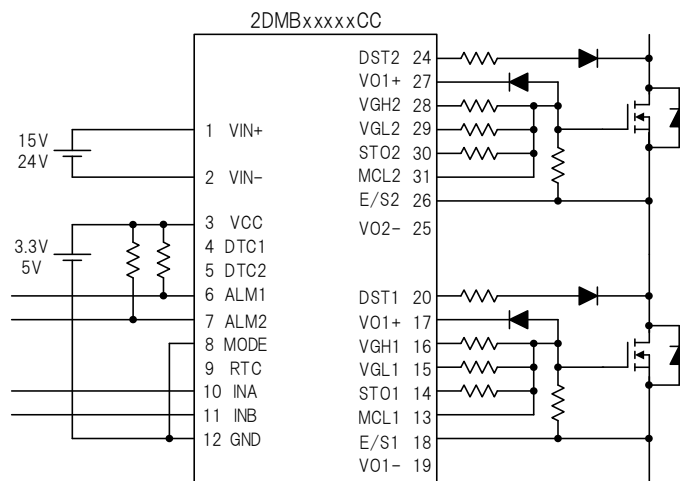 2DMBxxxxxCC
15V
24V
3.3V
5V
1 VIN+
2 VIN-
3 VCC
4 DTC1
5 DTC2
6 ALM1
7 ALM2
8 MODE
9 RTC
10 INA
11 INB
12 GND
DST2 24
VO1+ 27
VGH2 28
VGL2 29
STO2 30
MCL2 31
E/S2 26
VO2- 25
DST1 20
VO1+ 17
VGH1 16
VGL1 15
STO1 14
MCL1 13
E/S1 18
VO1- 19